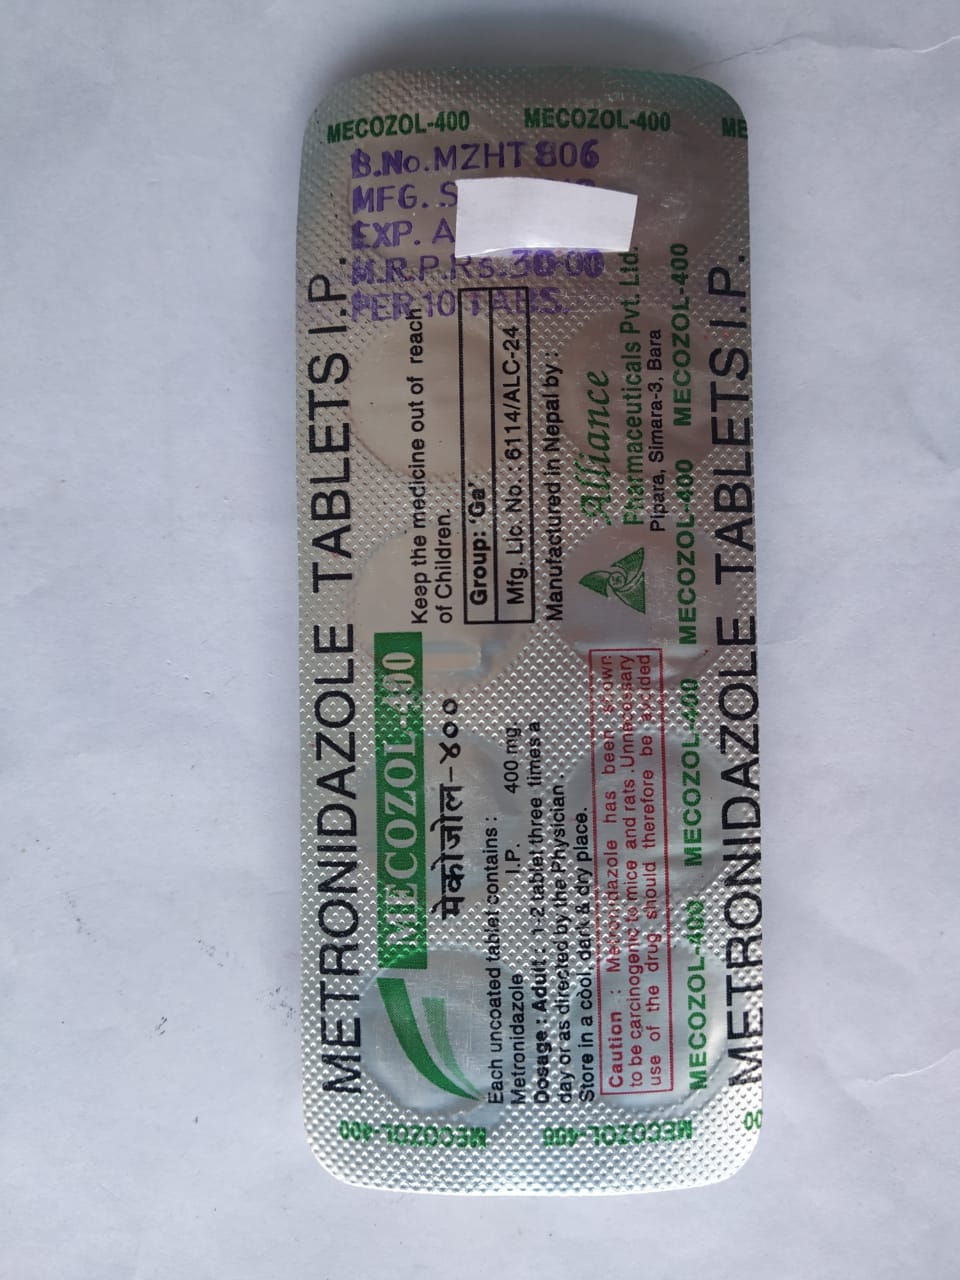 MECOZOL-400 MECOZOL-400 ME
B.No.MZHT 806
MFG. S
EXP. A
M.R.P.Rs.30.00
PER 10 TABS.
METRONIDAZOLE TABLETS I.P.
MECOZOL-400
मेकोजोल-४००
Each uncoated tablet contains :
Metronidazole I.P. 400 mg.
Dosage : Adult : 1-2 tablet three times a
day or as directed by the Physician .
Store in a cool dark & dry place.
Caution : Metronidazole has been shown
to be carcinogenic to mice and rats .Unnecessary
use of the drug should therefore be avoided
Keep the medicine out of reach
of Children.
Group: 'Ga'
Mfg. Lic. No. : 6114/ALC-24
Manufactured in Nepal by :
Alliance
Pharmaceuticals Pvt. Ltd.
Pipara, Simara-3, Bara
MECOZOL-400 MECOZOL-400 MECOZOL-400 MECOZOL-400
METRONIDAZOLE TABLETS I.P.
MECOZOL-400 MECOZOL-400 00